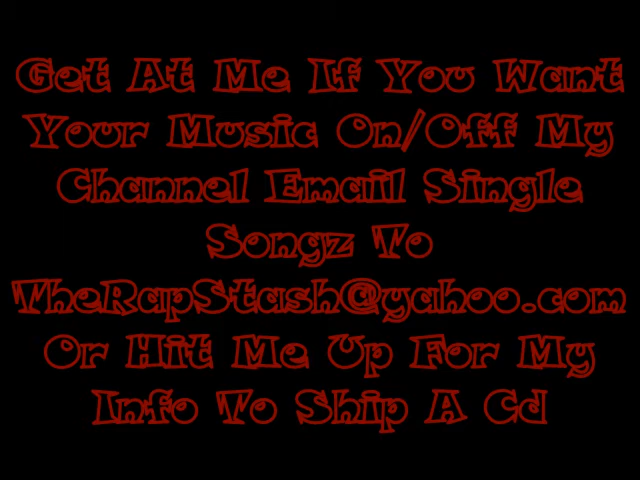 Get At Me If You Want
Your Music On/Off My
Channel Email Single
Songz To
TheRapStash@yahoo.com
Or Hit Me Up For My
Info To Ship A Cd